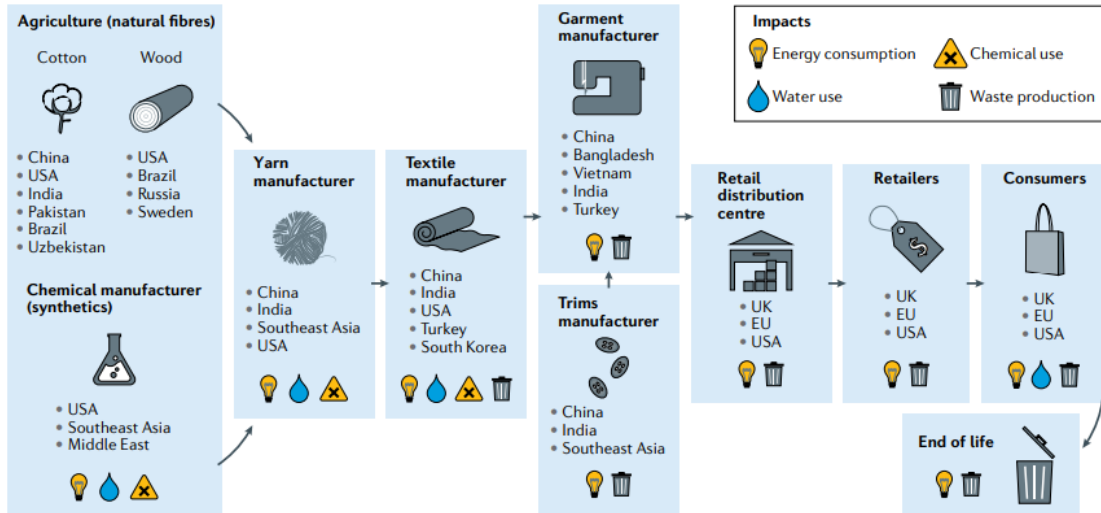 Agriculture (natural fibres)
Cotton
• China
• USA
• India
• Pakistan
• Brazil
• Uzbekistan
Wood
• USA
• Brazil
• Russia
• Sweden
Chemical manufacturer
(synthetics)
• USA
• Southeast Asia
• Middle East
Yarn
manufacturer
• China
• India
• Southeast Asia
• USA
Textile
manufacturer
• China
• India
• USA
• Turkey
• South Korea
Garment
manufacturer
• China
• Bangladesh
• Vietnam
• India
• Turkey
Trims
manufacturer
• China
• India
• Southeast Asia
Impacts
Energy consumption
Chemical use
Water use
Waste production
Retail
distribution
centre
• UK
• EU
• USA
Retailers
$
• UK
• EU
• USA
Consumers
• UK
• EU
• USA
End of life